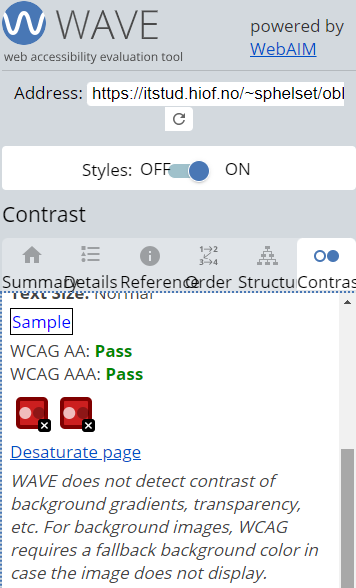 WAVE
web accessibility evaluation tool
powered by
WebAIM
Address: https://itstud.hiof.no/~sphelset/obl
Styles: OFF ON
Contrast
Summary Details Reference Order Structu Contras
Text Size: Normal
Sample
WCAG AA: Pass
WCAG AAA: Pass
Desaturate page
WAVE does not detect contrast of
background gradients, transparency,
etc. For background images, WCAG
requires a fallback background color in
case the image does not display.